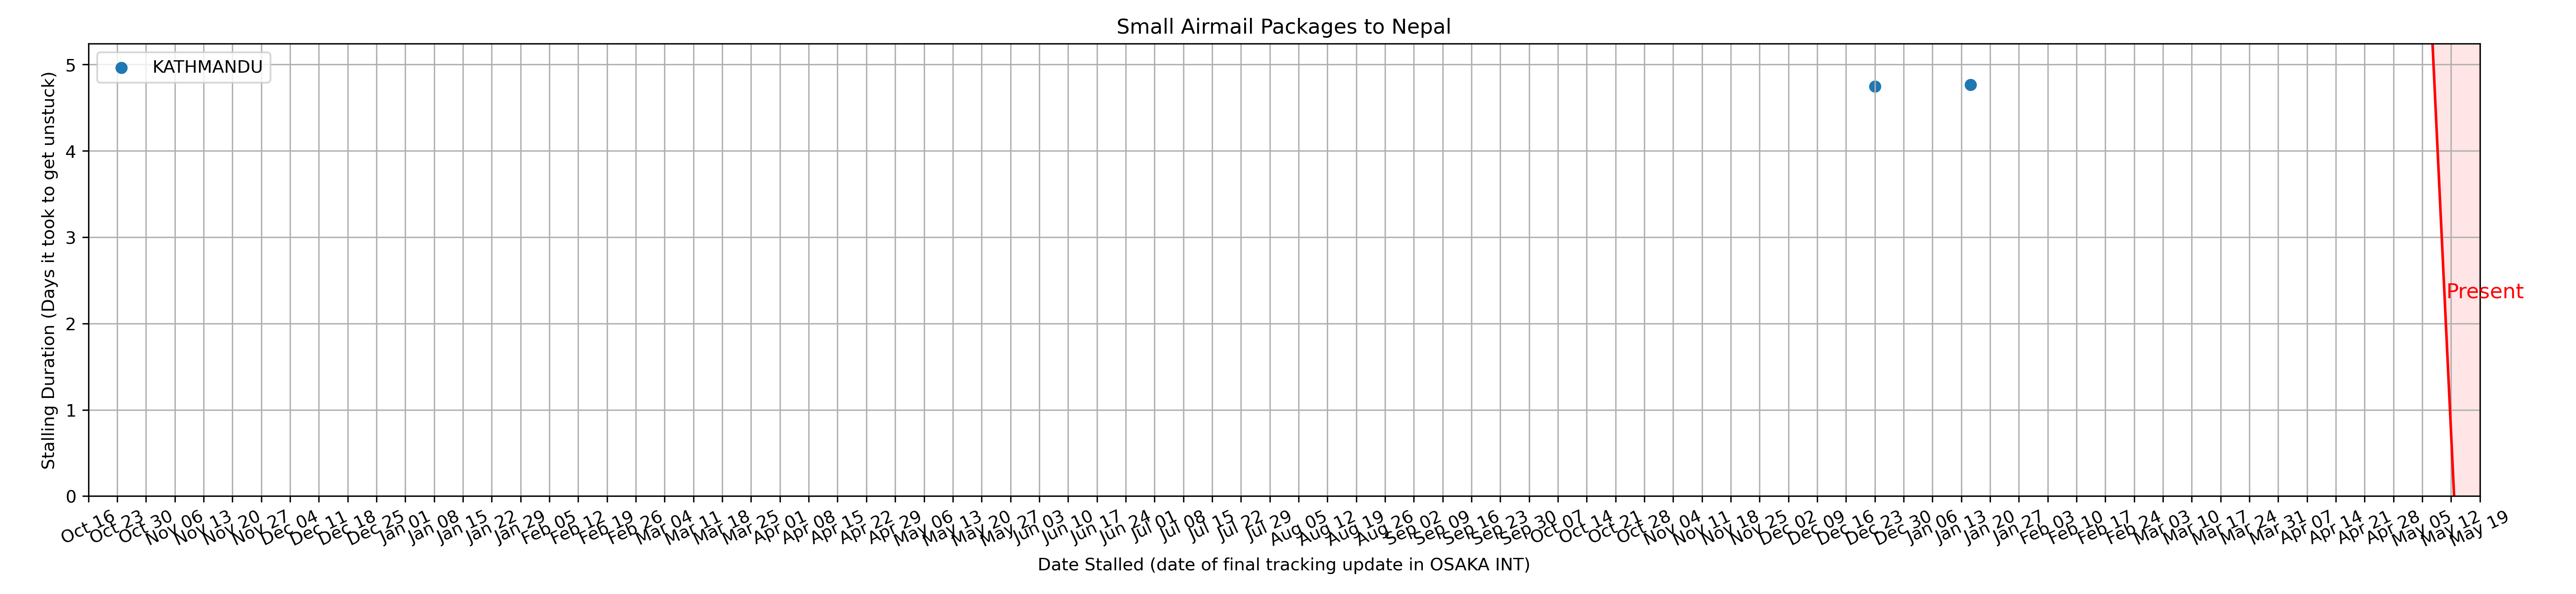 Small Airmail Packages to Nepal
KATHMANDU
Stalling Duration (Days it took to get unstuck)
5
4
3
2
1
0
Present
Oct 16
Oct 23
Oct 30
Nov 06
Nov 13
Nov 20
Nov 27
Dec 04
Dec 11
Dec 18
Dec 25
Jan 01
Jan 08
Jan 15
Jan 22
Jan 29
Feb 05
Feb 12
Feb 19
Feb 26
Mar 04
Mar 11
Mar 18
Mar 25
Apr 01
Apr 08
Apr 15
Apr 22
Apr 29
May 06
May 13
May 20
May 27
Jun 03
Jun 10
Jun 17
Jun 24
Jul 01
Jul 08
Jul 15
Jul 22
Jul 29
Aug 05
Aug 12
Aug 19
Aug 26
Sep 02
Sep 09
Sep 16
Sep 23
Sep 30
Oct 07
Oct 14
Oct 21
Oct 28
Nov 04
Nov 11
Nov 18
Nov 25
Dec 02
Dec 09
Dec 16
Dec 23
Dec 30
Jan 06
Jan 13
Jan 20
Jan 27
Feb 03
Feb 10
Feb 17
Feb 24
Mar 03
Mar 10
Mar 17
Mar 24
Mar 31
Apr 07
Apr 14
Apr 21
Apr 28
May 05
May 12
May 19
Date Stalled (date of final tracking update in OSAKA INT)